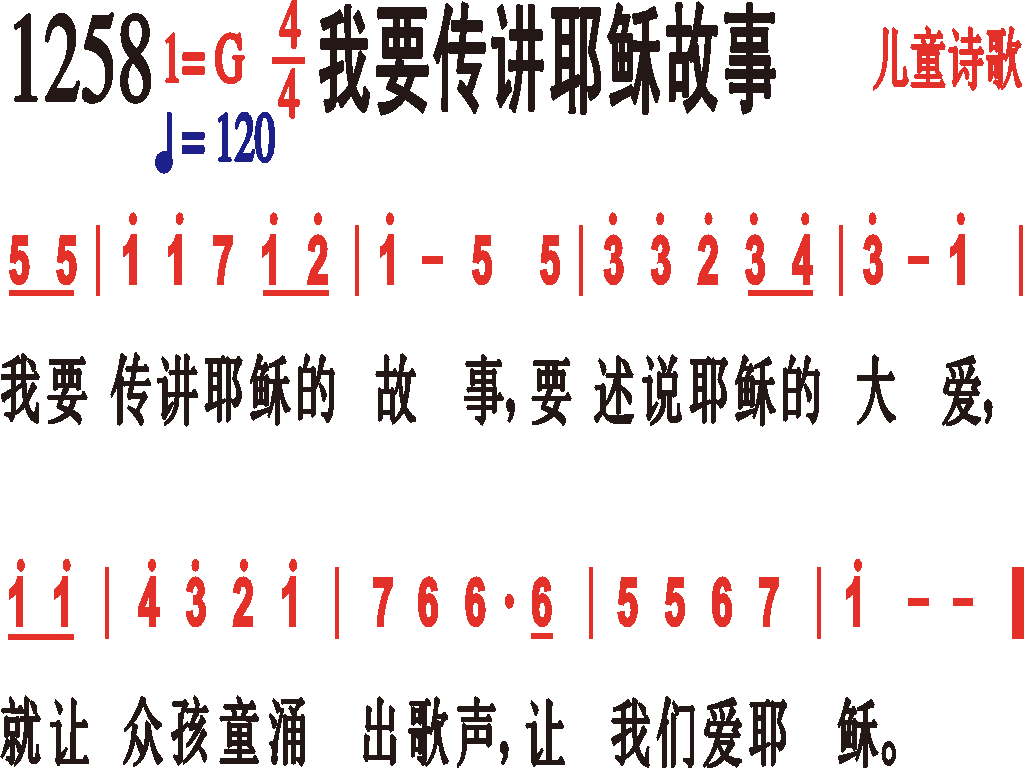 1258 1=G 4/4 我要传讲耶稣故事 儿童诗歌
♩=120
5 5 | 1̇ 1̇ 7 1̇ 2̇ | 1̇ - 5 5 | 3̇ 3̇ 2̇ 3̇ 4̇ | 3̇ - 1̇ |
我要 传讲耶稣的 故 事,要 述说耶稣的 大 爱,
1̇ 1̇ | 4̇ 3̇ 2̇ 1̇ | 7 6 6 · 6 | 5 5 6 7 | 1̇ - - |
就让 众孩童涌 出歌声,让 我们爱耶 稣。